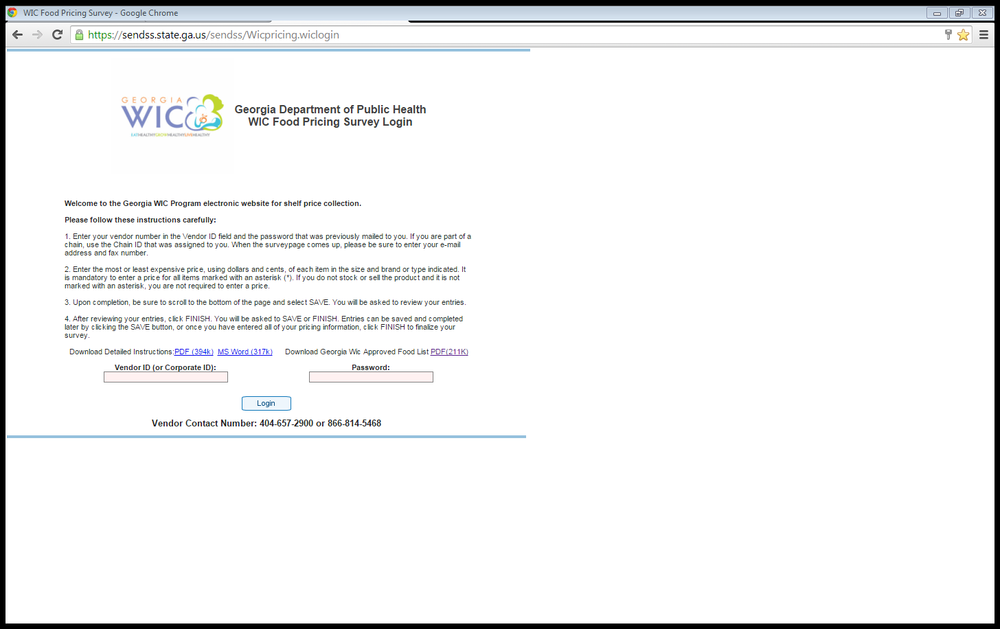 WIC Food Pricing Survey - Google Chrome
https://sendss.state.ga.us/sendss/Wicpricing.wiclogin
GEORGIA
WIC
EATHEALTHYGROWHEALTHYLIVEHEALTHY
Georgia Department of Public Health
WIC Food Pricing Survey Login
Welcome to the Georgia WIC Program electronic website for shelf price collection.
Please follow these instructions carefully:
1. Enter your vendor number in the Vendor ID field and the password that was previously mailed to you. If you are part of a
chain, use the Chain ID that was assigned to you. When the surveypage comes up, please be sure to enter your e-mail
address and fax number.
2. Enter the most or least expensive price, using dollars and cents, of each item in the size and brand or type indicated. It
is mandatory to enter a price for all items marked with an asterisk (*). If you do not stock or sell the product and it is not
marked with an asterisk, you are not required to enter a price.
3. Upon completion, be sure to scroll to the bottom of the page and select SAVE. You will be asked to review your entries.
4. After reviewing your entries, click FINISH. You will be asked to SAVE or FINISH. Entries can be saved and completed
later by clicking the SAVE button, or once you have entered all of your pricing information, click FINISH to finalize your
survey.
Download Detailed Instructions:PDF (394k) MS Word (317k) Download Georgia Wic Approved Food List PDF(211K)
Vendor ID (or Corporate ID): Password:
Login
Vendor Contact Number: 404-657-2900 or 866-814-5468